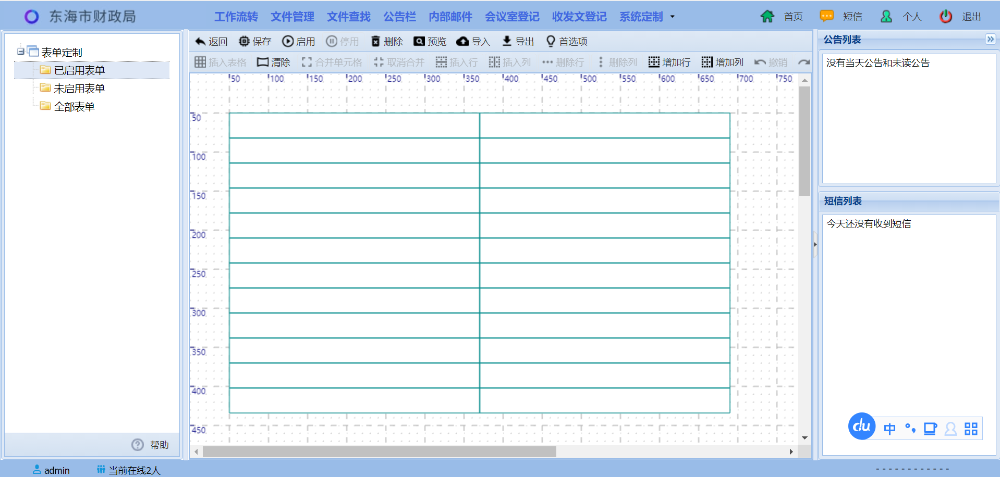 东海市财政局 工作流转 文件管理 文件查找 公告栏 内部邮件 会议室登记 收发文登记 系统定制 首页 短信 个人 退出
表单定制
已启用表单
未启用表单
全部表单
帮助
返回 保存 启用 停用 删除 预览 导入 导出 首选项
插入表格 清除 合并单元格 取消合并 插入行 插入列 删除行 删除列 增加行 增加列 撤销
50 100 150 200 250 300 350 400 450 500 550 600 650 700 750
50
100
150
200
250
300
350
400
450
公告列表
没有当天公告和未读公告
短信列表
今天还没有收到短信
du 中
admin 当前在线2人
- - - - - - - - - - - -